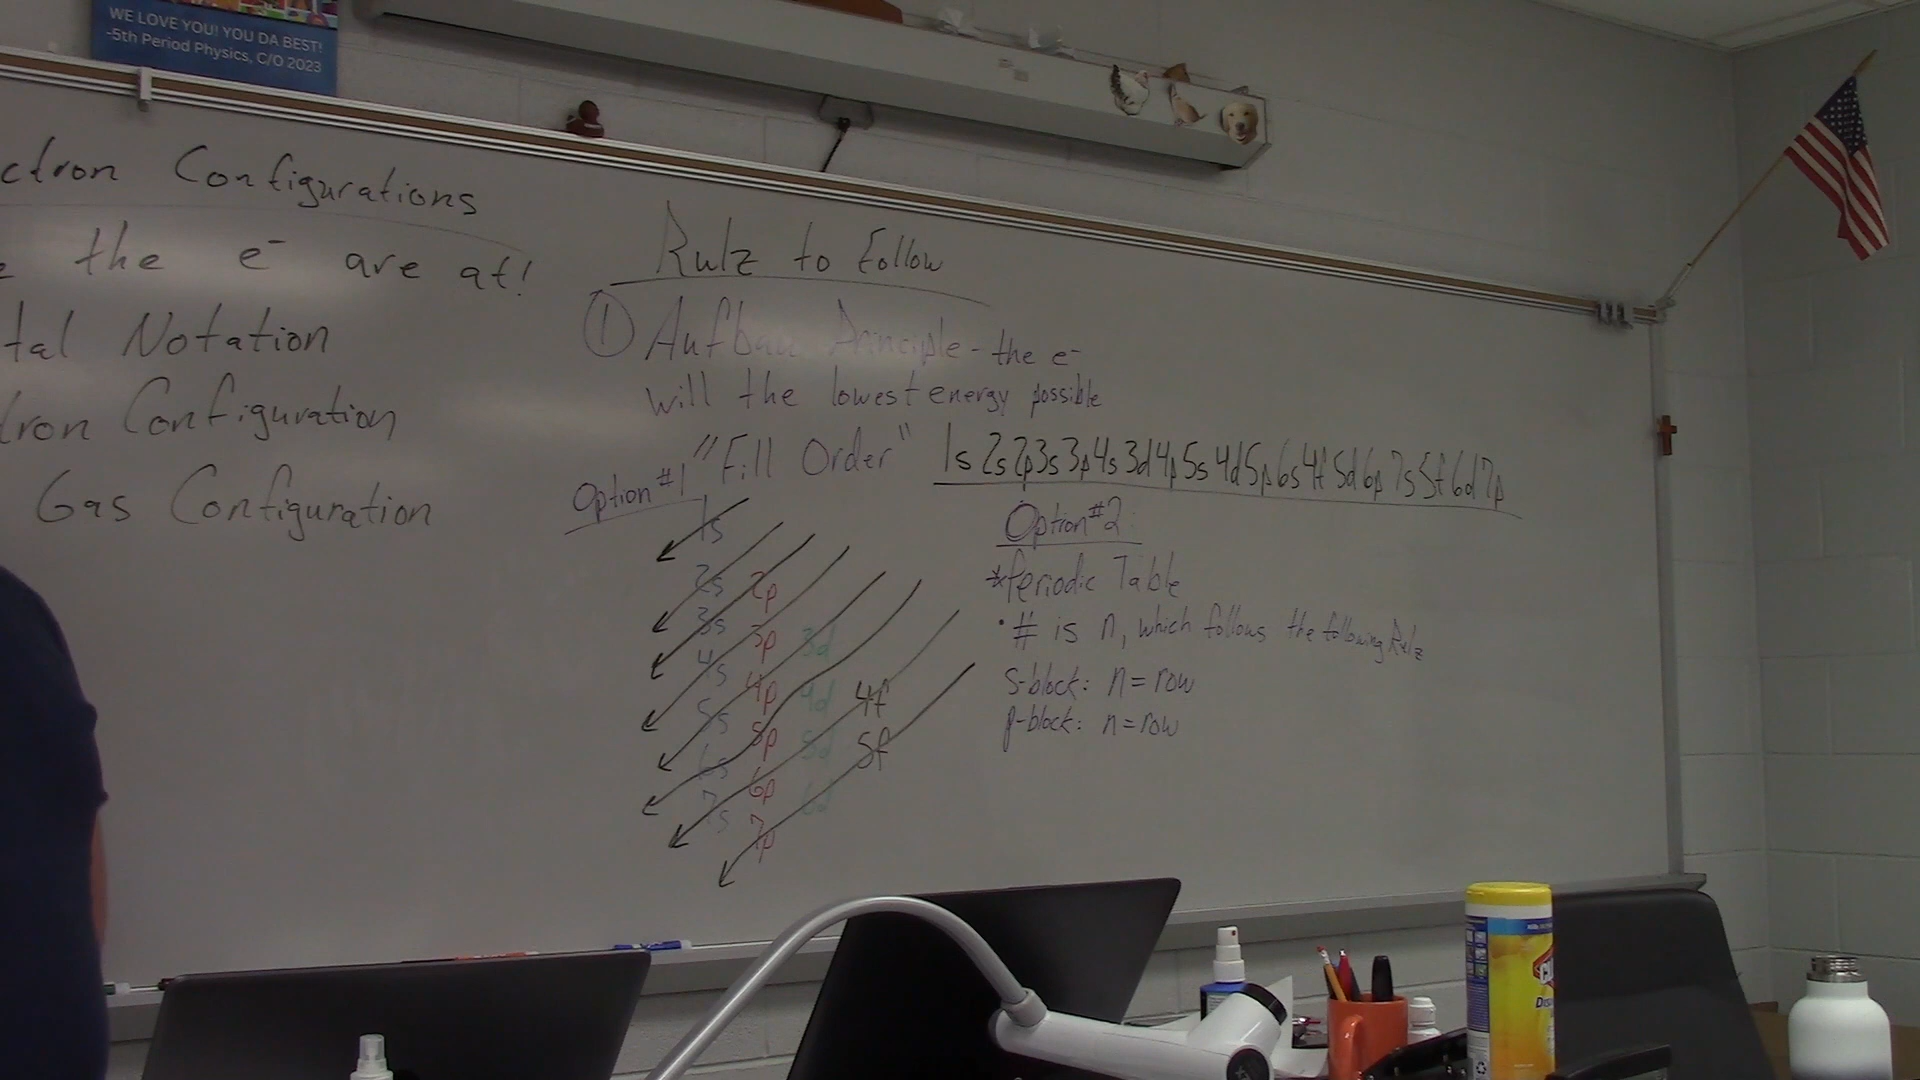 WE LOVE YOU! YOU DA BEST!
-5th Period Physics, C/O 2023
ctron Configurations
the e⁻ are at!
tal Notation
tron Configuration
Gas Configuration
Rulz to Follow
① Aufbau Principle - the e⁻
will the lowest energy possible
"Fill Order" 1s 2s 2p 3s 3p 4s 3d 4p 5s 4d 5p 6s 4f 5d 6p 7s 5f 6d 7p
Option #1
1s
2s 2p
3s 3p 3d
4s 4p 4d 4f
5s 5p 5d 5f
6s 6p 6d
7s 7p
Option #2:
*Periodic Table
• # is n, which follows the following Rulz
s-block: n = row
p-block: n = row